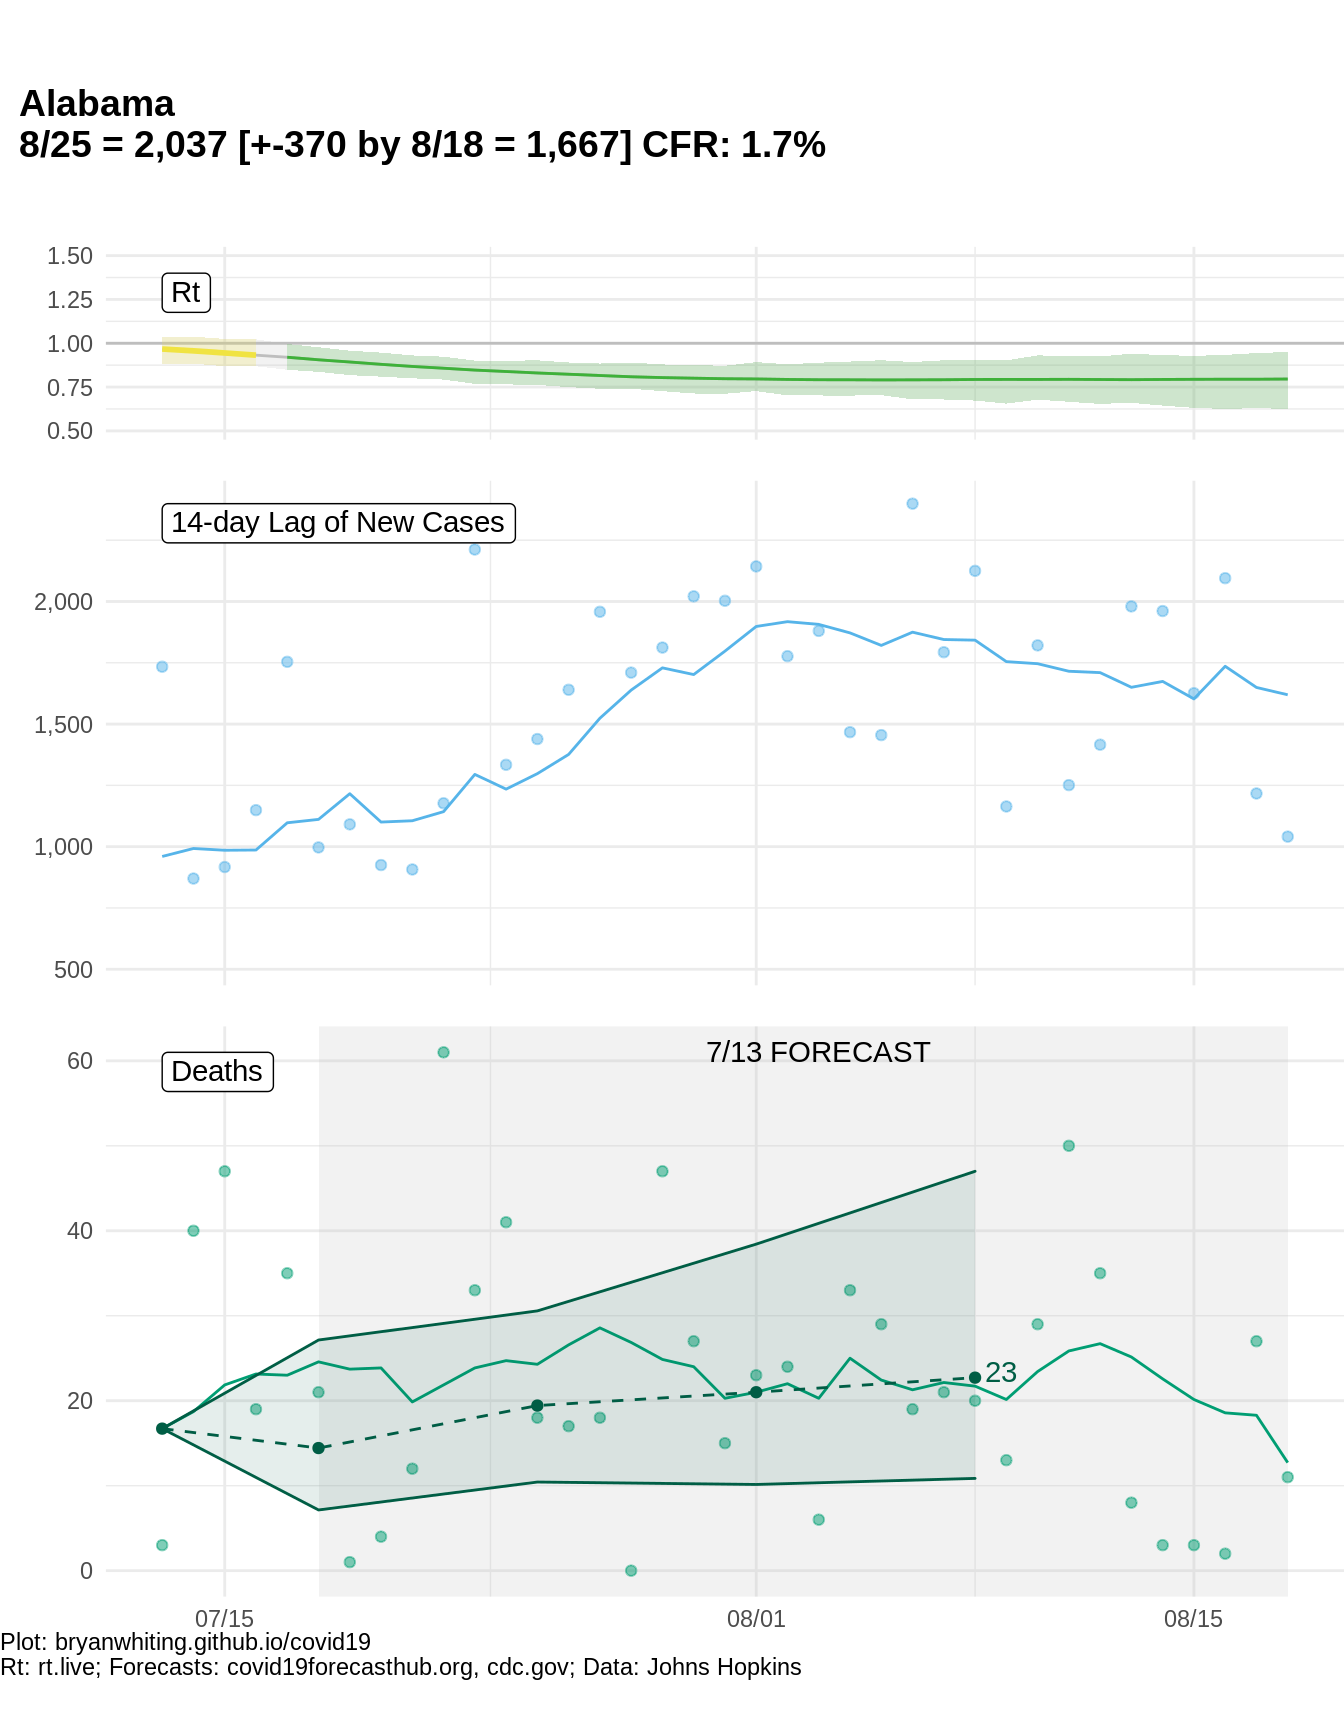 Alabama
8/25 = 2,037 [+-370 by 8/18 = 1,667] CFR: 1.7%
1.50
Rt
1.25
1.00
0.75
0.50
14-day Lag of New Cases
2,000
1,500
1,000
500
7/13 FORECAST
60
Deaths
40
23
20
0
07/15
08/01
08/15
Plot: bryanwhiting.github.io/covid19
Rt: rt.live; Forecasts: covid19forecasthub.org, cdc.gov; Data: Johns Hopkins